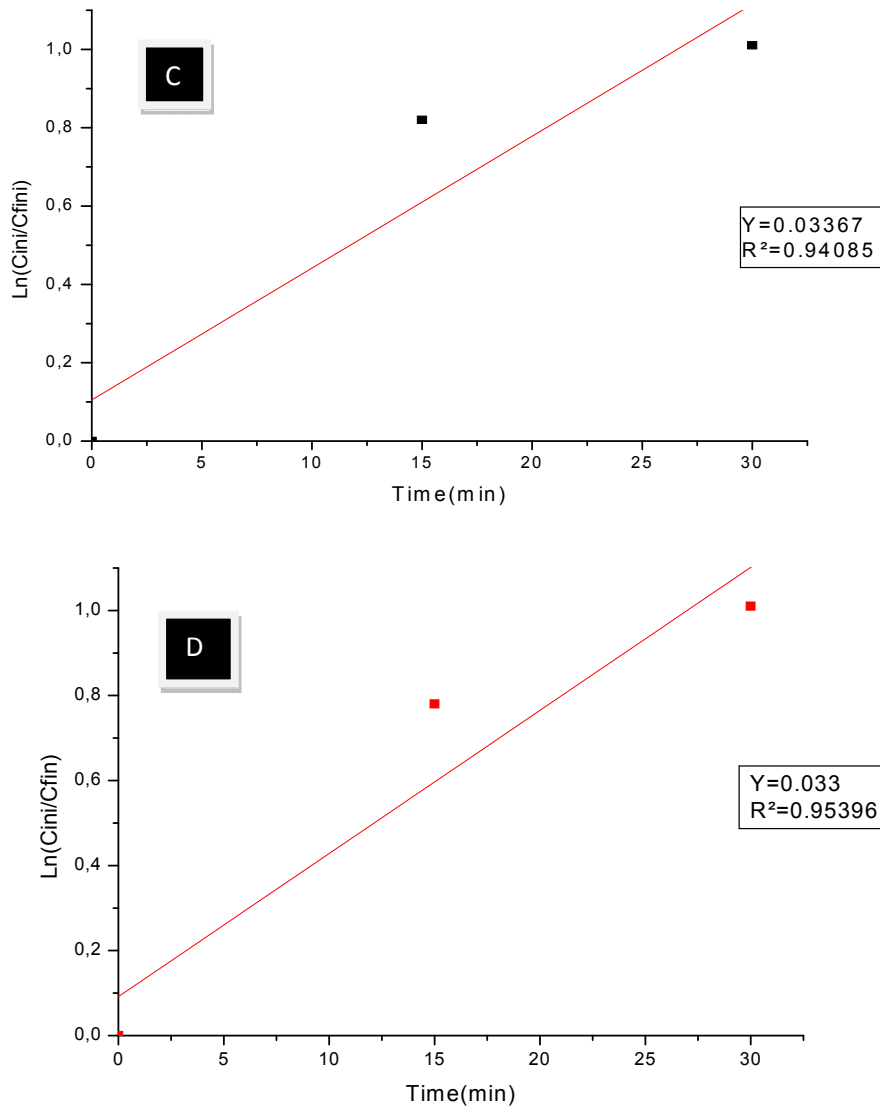 C
Ln(Cini/Cfini)
1,0
0,8
0,6
0,4
0,2
0,0
Y=0.03367
R²=0.94085
0 5 10 15 20 25 30
Time(min)
D
Ln(Cini/Cfin)
1,0
0,8
0,6
0,4
0,2
0,0
Y=0.033
R²=0.95396
0 5 10 15 20 25 30
Time(min)